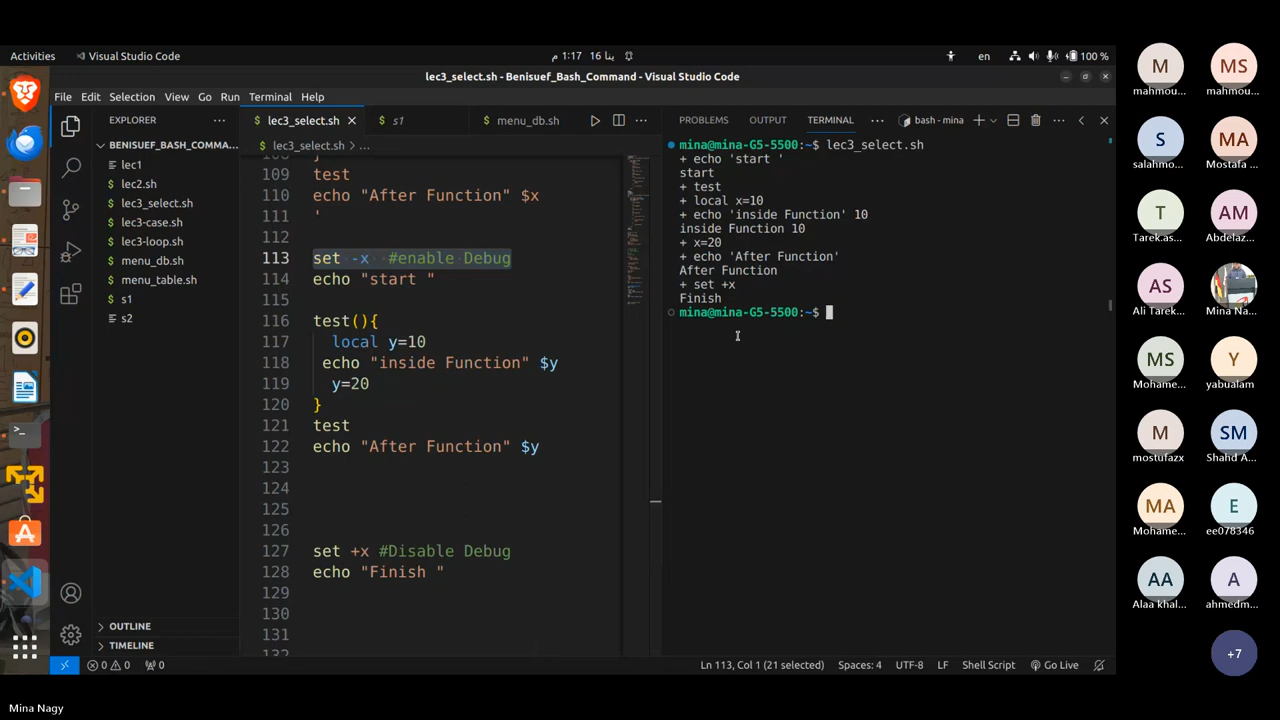 Activities
Visual Studio Code
م 1:17 · 16 ينا
en
100 %
lec3_select.sh - Benisuef_Bash_Command - Visual Studio Code
File Edit Selection View Go Run Terminal Help
EXPLORER
BENISUEF_BASH_COMMA...
lec1
lec2.sh
lec3_select.sh
lec3-case.sh
lec3-loop.sh
menu_db.sh
menu_table.sh
s1
s2
OUTLINE
TIMELINE
lec3_select.sh
s1
menu_db.sh
lec3_select.sh > ...
109 test
110 echo "After Function" $x
111 '
112
113 set -x #enable Debug
114 echo "start "
115
116 test(){
117 local y=10
118 echo "inside Function" $y
119 y=20
120 }
121 test
122 echo "After Function" $y
123
124
125
126
127 set +x #Disable Debug
128 echo "Finish "
129
130
131
PROBLEMS OUTPUT TERMINAL ... bash - mina
mina@mina-G5-5500:~$ lec3_select.sh
+ echo 'start '
start
+ test
+ local x=10
+ echo 'inside Function' 10
inside Function 10
+ x=20
+ echo 'After Function'
After Function
+ set +x
Finish
mina@mina-G5-5500:~$
0 0 0
Ln 113, Col 1 (21 selected) Spaces: 4 UTF-8 LF Shell Script Go Live
M
mahmou...
MS
mahmou...
S
salahmo...
MA
Mostafa ...
T
Tarek.as...
AM
Abdelaz...
AS
Ali Tarek...
Mina Na...
MS
Mohame...
Y
yabualam
M
mostufazx
SM
Shahd A...
MA
Mohame...
E
ee078346
AA
Alaa khal...
A
ahmedm...
+7
Mina Nagy